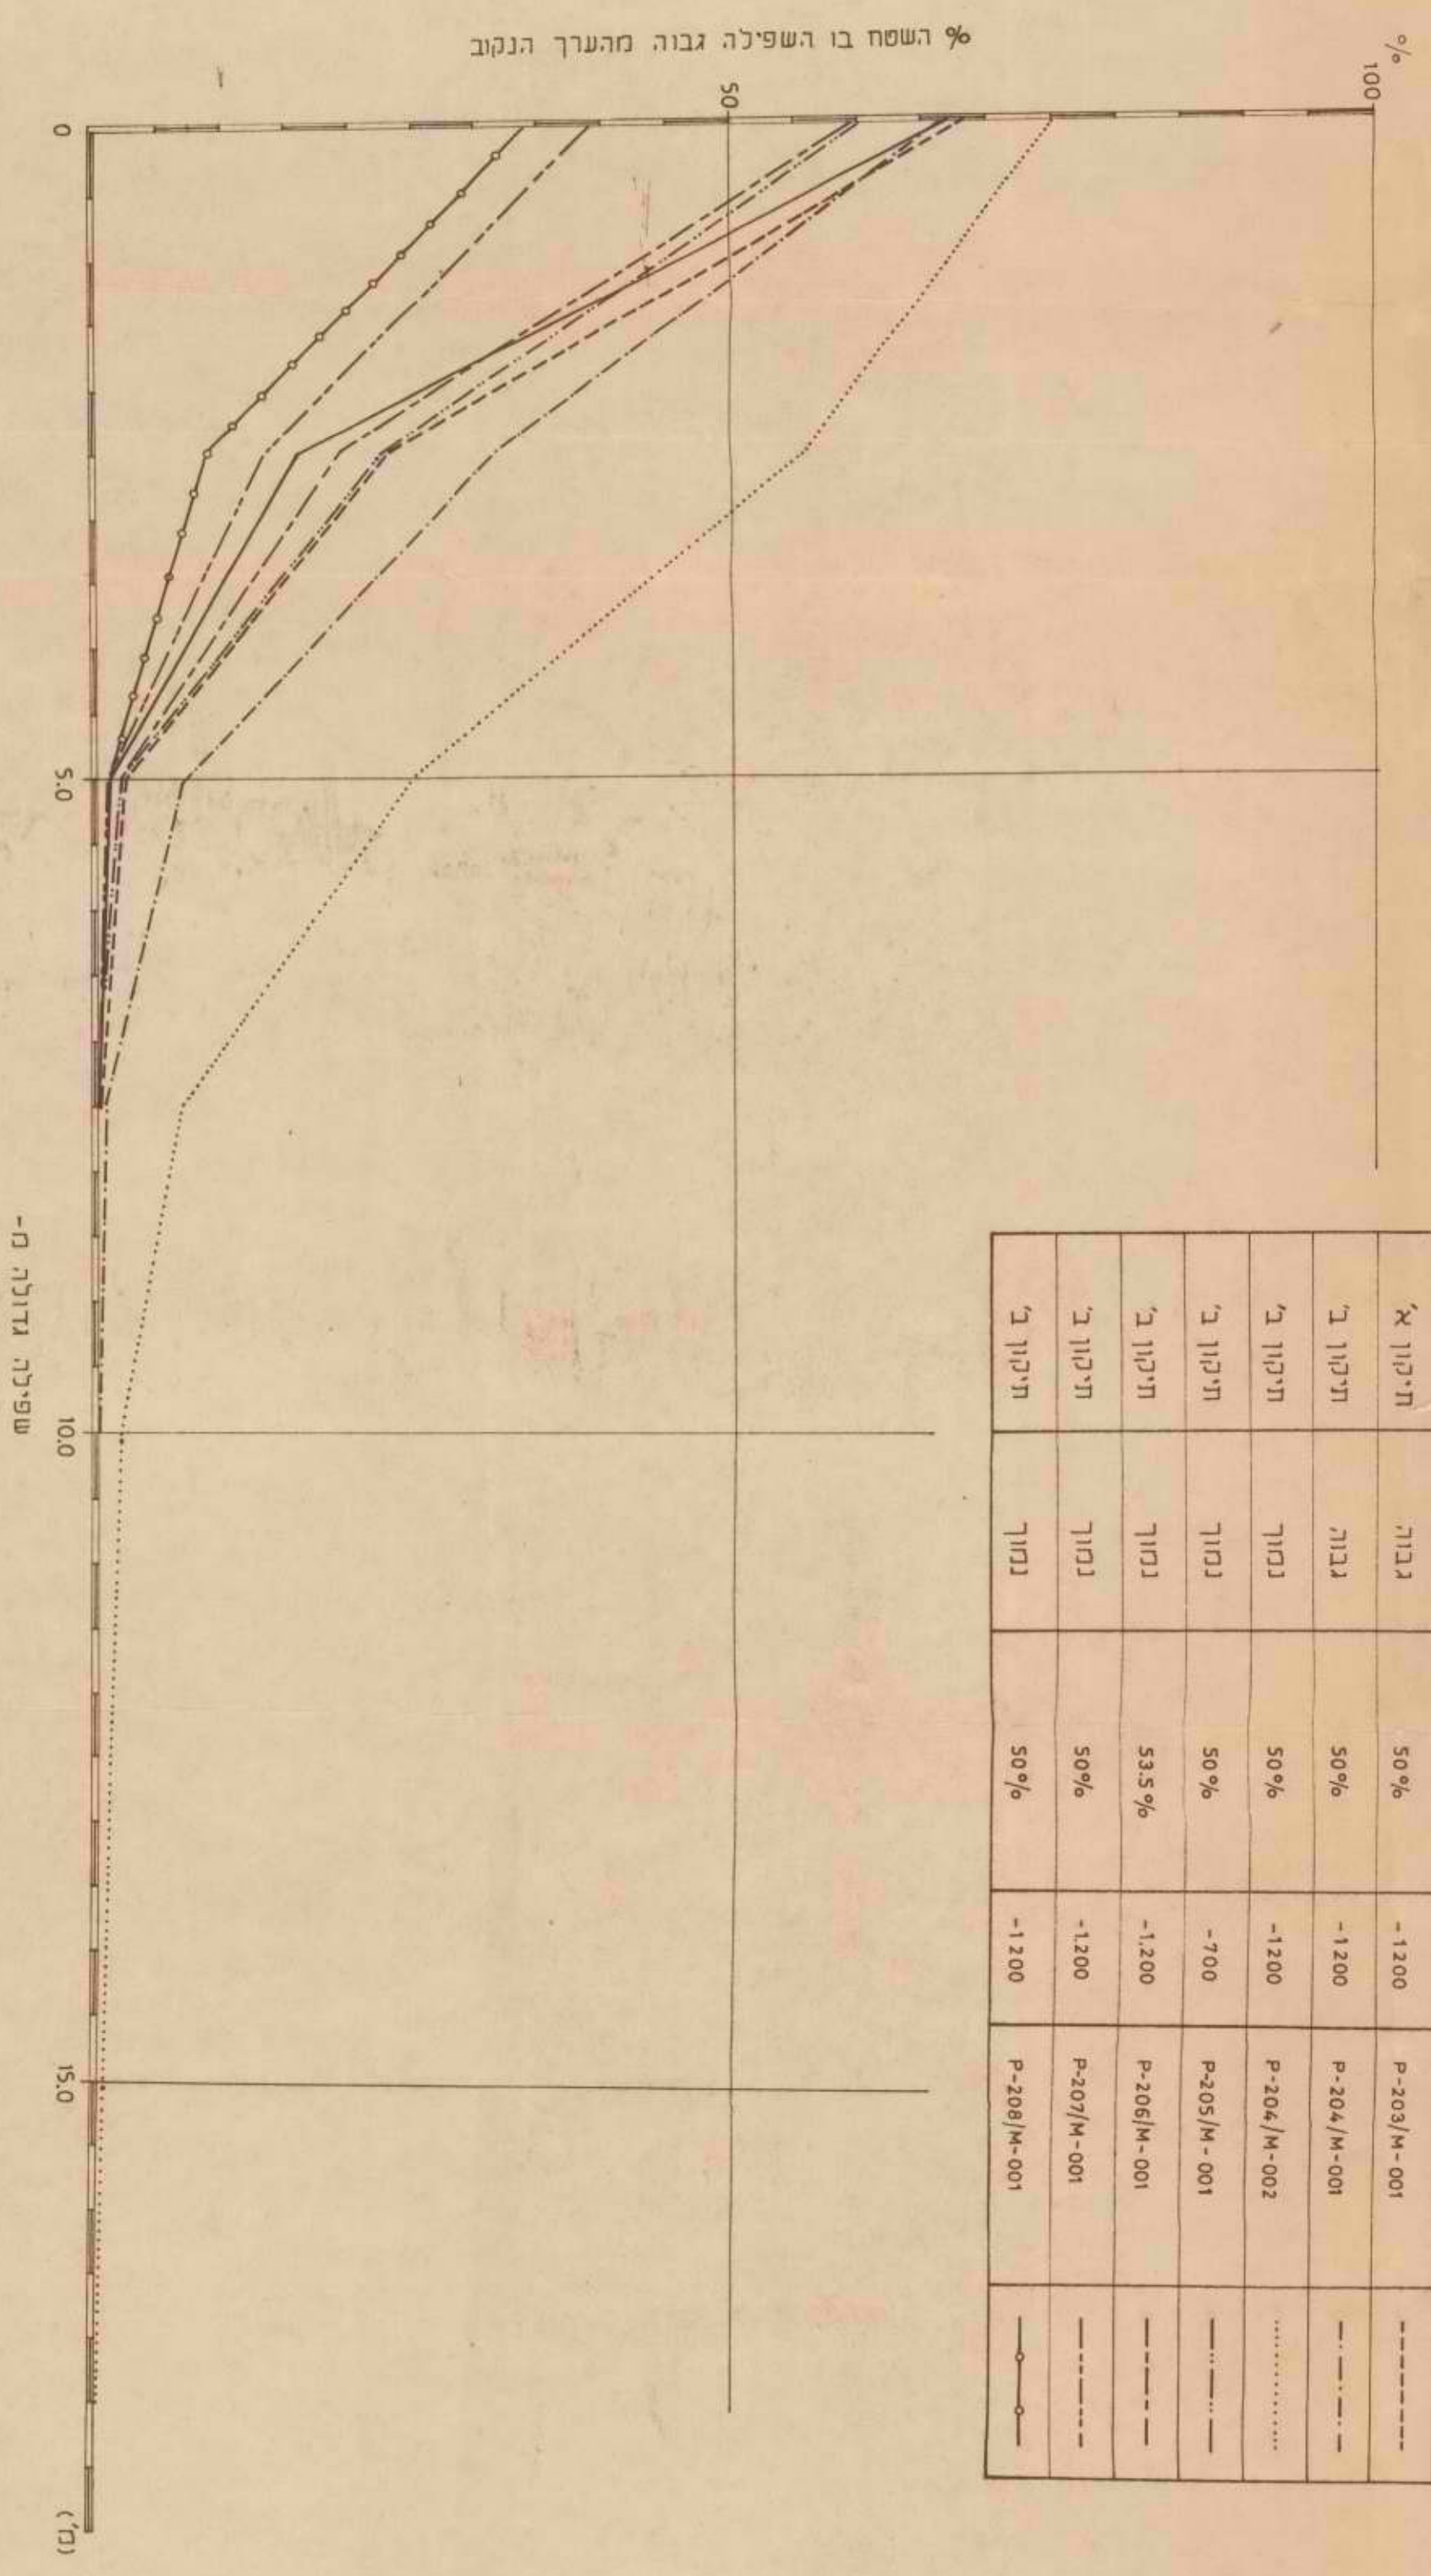 % השטח בו השפילה גבוה מהערך הנקוב
%
100
50
0
5.0
10.0
15.0
(מ')
שפילה גדולה מ-
תיקון א' גבוה 50% -1200 P-203/M-001
תיקון ב' גבוה 50% -1200 P-204/M-001
תיקון ב' נמוך 50% -1200 P-204/M-002
תיקון ב' נמוך 50% -700 P-205/M-001
תיקון ב' נמוך 53.5% -1.200 P-206/M-001
תיקון ב' נמוך 50% -1.200 P-207/M-001
תיקון ב' נמוך 50% -1200 P-208/M-001